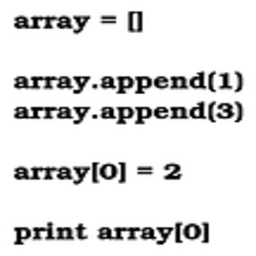 array = []
array.append(1)
array.append(3)
array[0] = 2
print array[0]